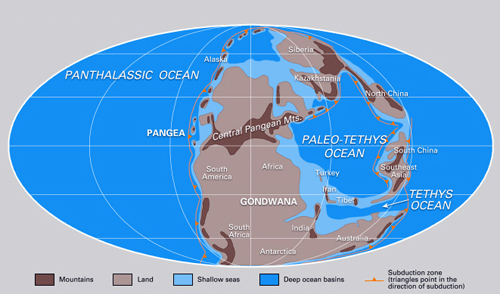 Siberia
Alaska
PANTHALASSIC OCEAN
Kazakhstania
North China
Central Pangean Mts.
PANGEA
PALEO-TETHYS
OCEAN
South China
South
America
Africa
Turkey
Southeast
Asia
Iran
Tibet
TETHYS
OCEAN
GONDWANA
India
South
Africa
Australia
Antarctica
Mountains
Land
Shallow seas
Deep ocean basins
Subduction zone
(triangles point in the
direction of subduction)